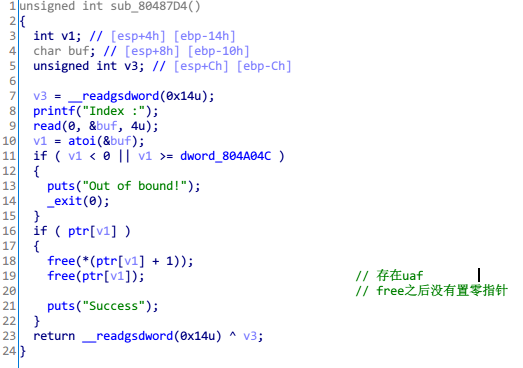 1 unsigned int sub_80487D4()
2 {
3   int v1; // [esp+4h] [ebp-14h]
4   char buf; // [esp+8h] [ebp-10h]
5   unsigned int v3; // [esp+Ch] [ebp-Ch]
6
7   v3 = __readgsdword(0x14u);
8   printf("Index :");
9   read(0, &buf, 4u);
10   v1 = atoi(&buf);
11   if ( v1 < 0 || v1 >= dword_804A04C )
12   {
13     puts("Out of bound!");
14     _exit(0);
15   }
16   if ( ptr[v1] )
17   {
18     free(*(ptr[v1] + 1));
19     free(ptr[v1]); // 存在uaf
20 // free之后没有置零指针
21     puts("Success");
22   }
23   return __readgsdword(0x14u) ^ v3;
24 }